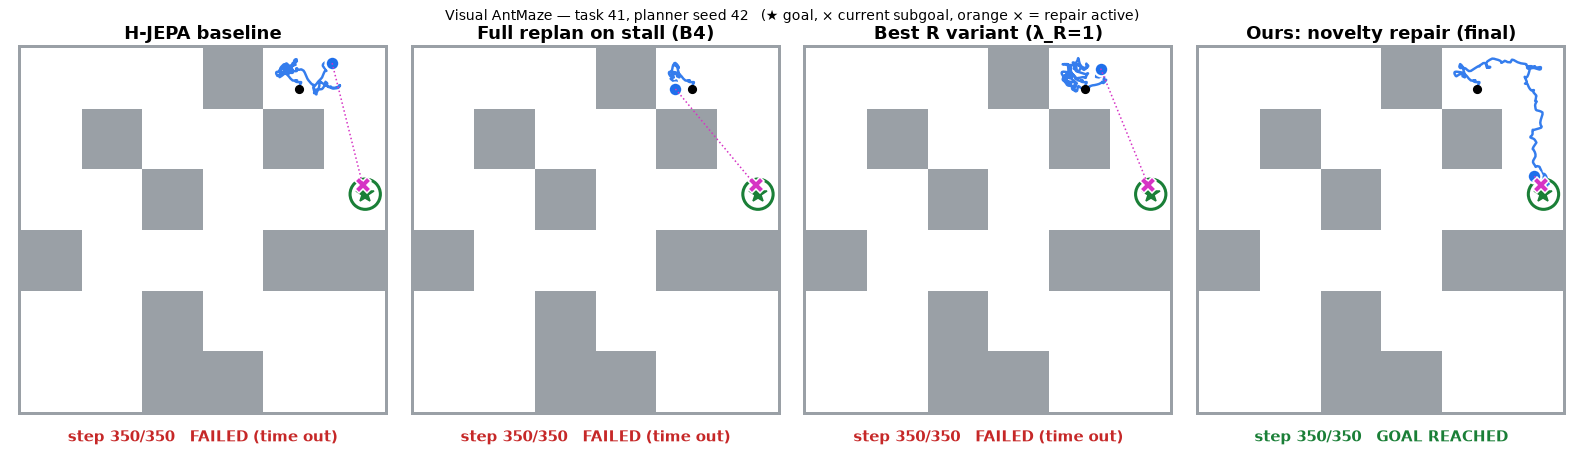 Visual AntMaze — task 41, planner seed 42   (★ goal, × current subgoal, orange × = repair active)
H-JEPA baseline
Full replan on stall (B4)
Best R variant (λ_R=1)
Ours: novelty repair (final)
step 350/350   FAILED (time out)
step 350/350   FAILED (time out)
step 350/350   FAILED (time out)
step 350/350   GOAL REACHED